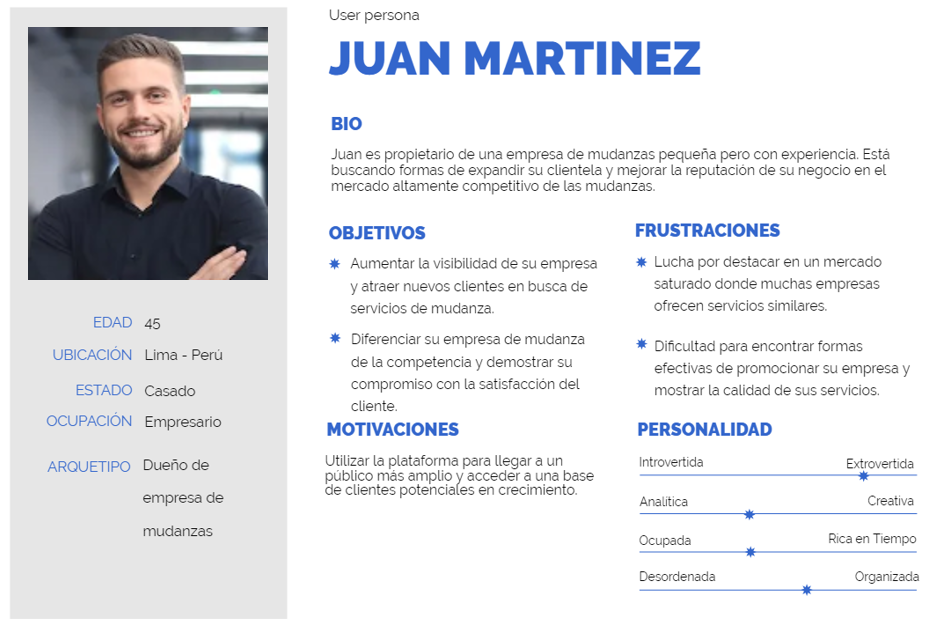 User persona
JUAN MARTINEZ
BIO
Juan es propietario de una empresa de mudanzas pequeña pero con experiencia. Está
buscando formas de expandir su clientela y mejorar la reputación de su negocio en el
mercado altamente competitivo de las mudanzas.
OBJETIVOS
Aumentar la visibilidad de su empresa
y atraer nuevos clientes en busca de
servicios de mudanza.
Diferenciar su empresa de mudanza
de la competencia y demostrar su
compromiso con la satisfacción del
cliente.
FRUSTRACIONES
Lucha por destacar en un mercado
saturado donde muchas empresas
ofrecen servicios similares.
Dificultad para encontrar formas
efectivas de promocionar su empresa y
mostrar la calidad de sus servicios.
EDAD 45
UBICACIÓN Lima - Perú
ESTADO Casado
OCUPACIÓN Empresario
ARQUETIPO Dueño de
empresa de
mudanzas
MOTIVACIONES
Utilizar la plataforma para llegar a un
público más amplio y acceder a una base
de clientes potenciales en crecimiento.
PERSONALIDAD
Introvertida Extrovertida
Analítica Creativa
Ocupada Rica en Tiempo
Desordenada Organizada